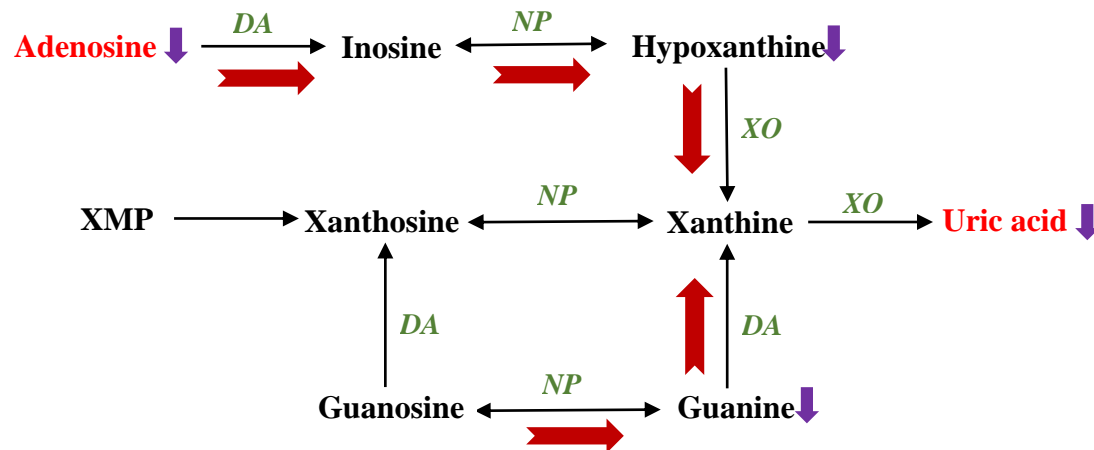 DA NP
Adenosine Inosine Hypoxanthine
XO
NP XO
XMP Xanthosine Xanthine Uric acid
DA DA
NP
Guanosine Guanine